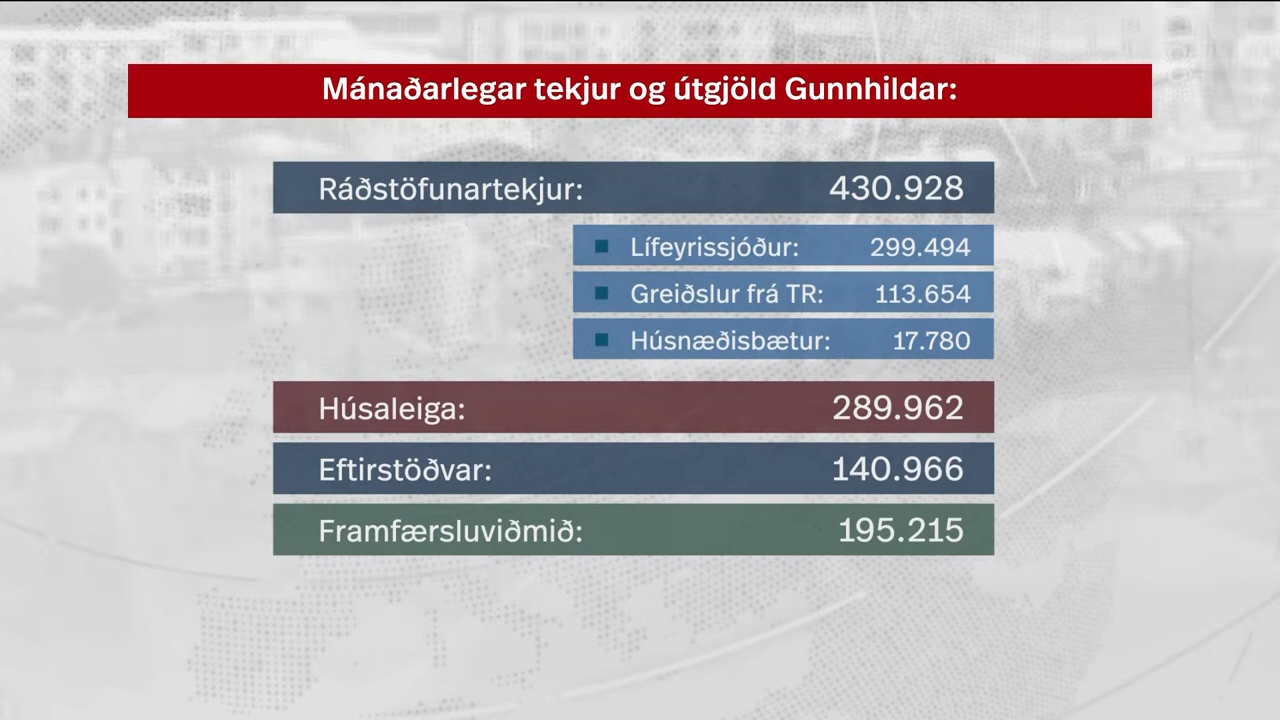 Mánaðarlegar tekjur og útgjöld Gunnhildar:
Ráðstöfunartekjur: 430.928
Lífeyrissjóður: 299.494
Greiðslur frá TR: 113.654
Húsnæðisbætur: 17.780
Húsaleiga: 289.962
Eftirstöðvar: 140.966
Framfærsluviðmið: 195.215